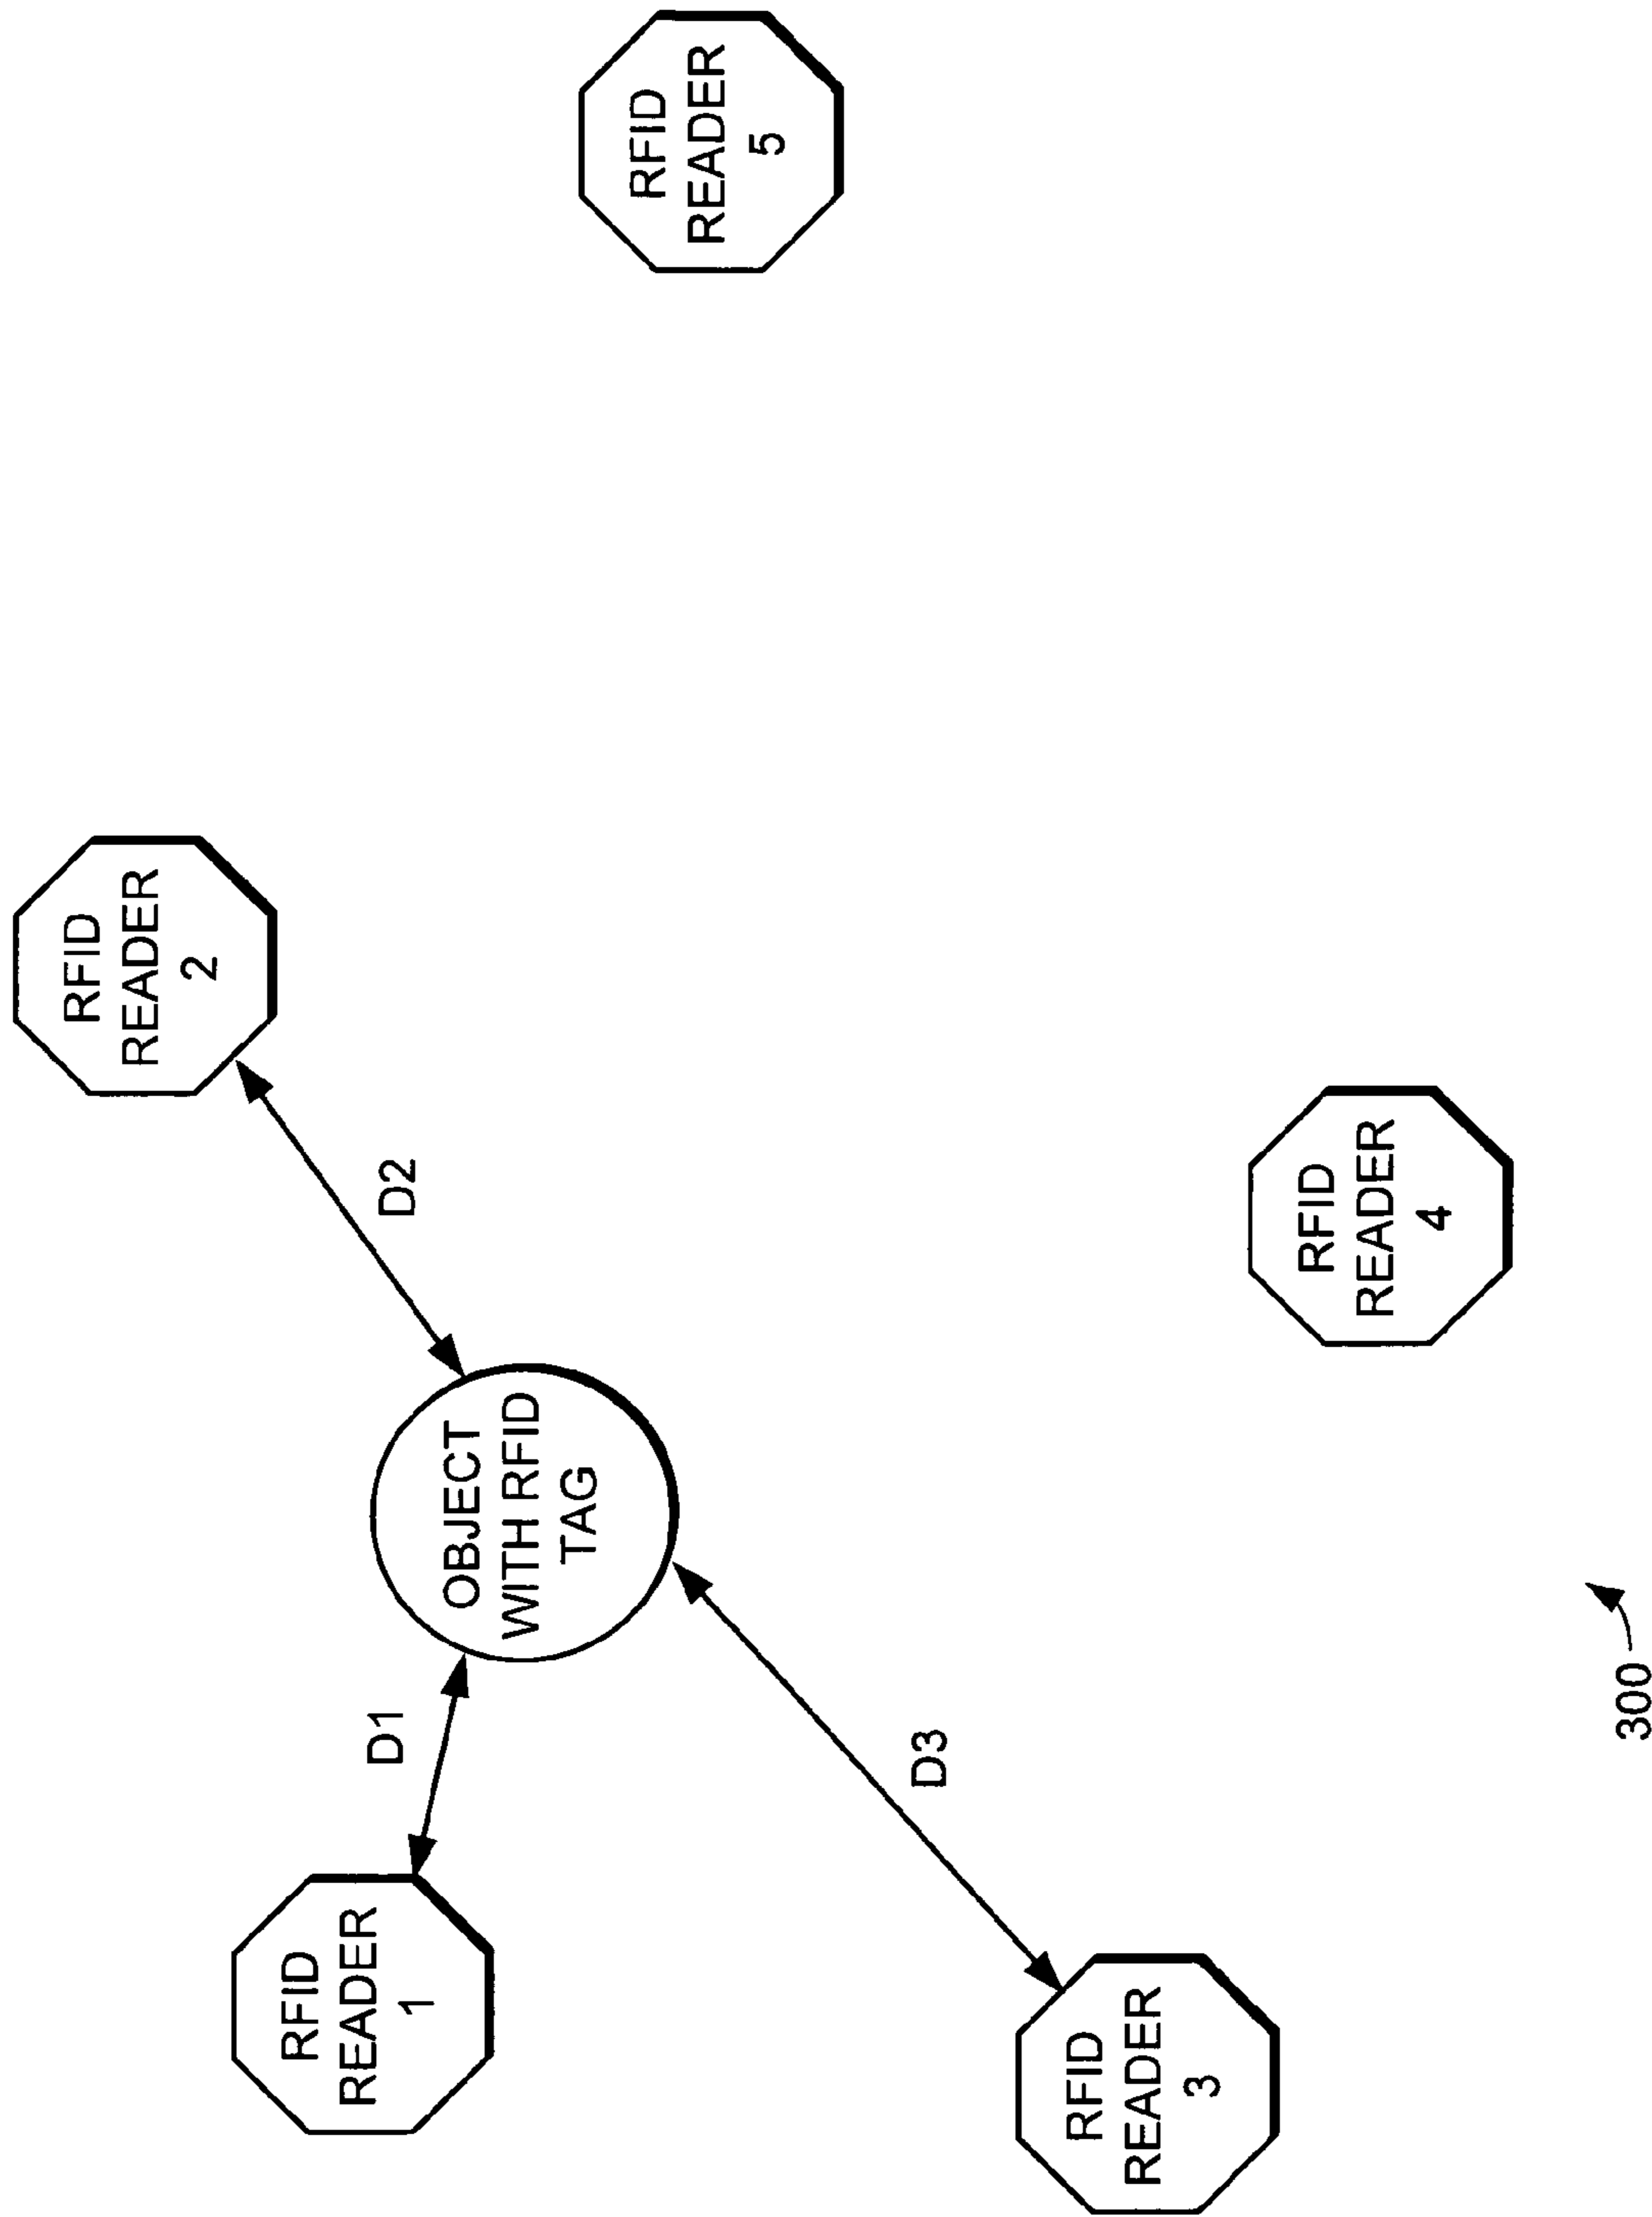 RFID
READER
1
D1
OBJECT
WITH RFID
TAG
D2
RFID
READER
2
RFID
READER
5
D3
RFID
READER
3
RFID
READER
4
300